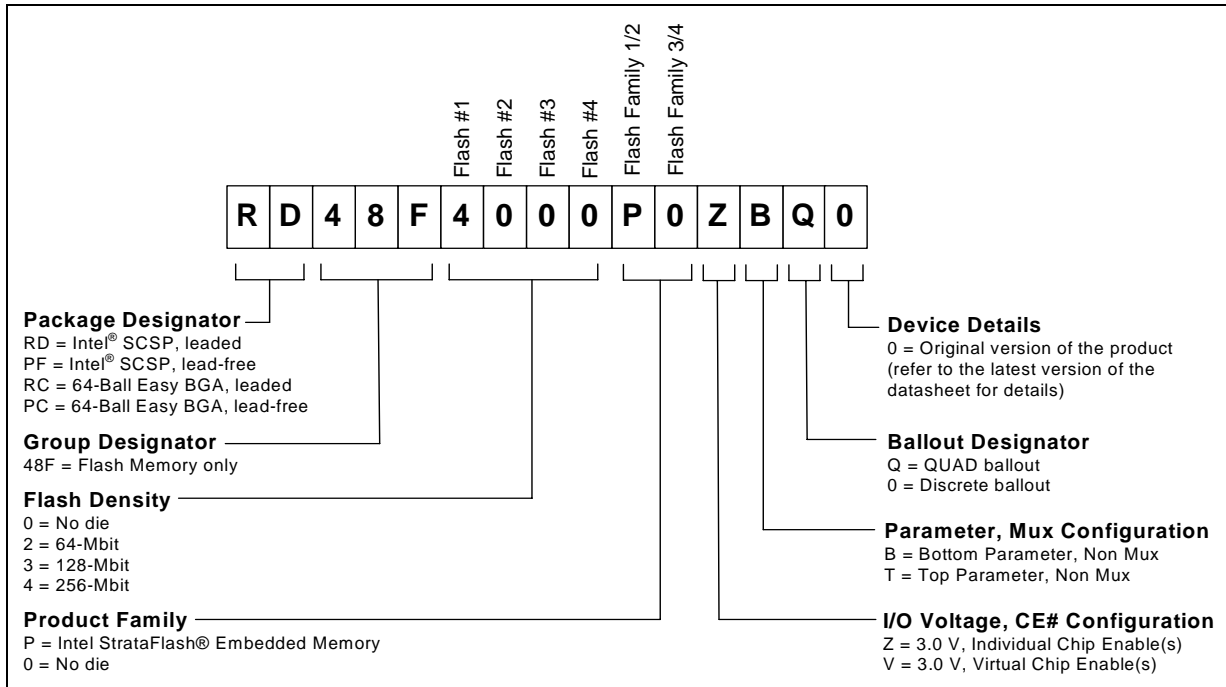 Flash #1
Flash #2
Flash #3
Flash #4
Flash Family 1/2
Flash Family 3/4
R D 4 8 F 4 0 0 0 P 0 Z B Q 0
Package Designator
RD = Intel® SCSP, leaded
PF = Intel® SCSP, lead-free
RC = 64-Ball Easy BGA, leaded
PC = 64-Ball Easy BGA, lead-free
Group Designator
48F = Flash Memory only
Flash Density
0 = No die
2 = 64-Mbit
3 = 128-Mbit
4 = 256-Mbit
Product Family
P = Intel StrataFlash® Embedded Memory
0 = No die
Device Details
0 = Original version of the product
(refer to the latest version of the
datasheet for details)
Ballout Designator
Q = QUAD ballout
0 = Discrete ballout
Parameter, Mux Configuration
B = Bottom Parameter, Non Mux
T = Top Parameter, Non Mux
I/O Voltage, CE# Configuration
Z = 3.0 V, Individual Chip Enable(s)
V = 3.0 V, Virtual Chip Enable(s)